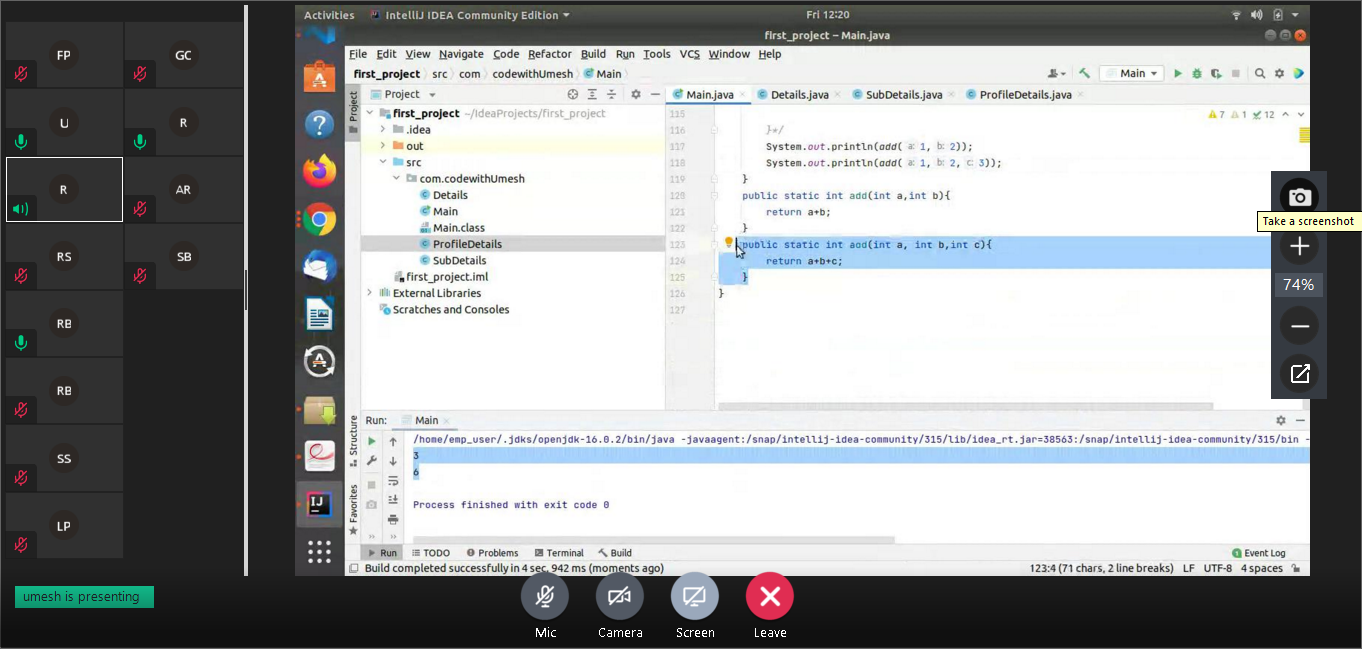 Activities IntelliJ IDEA Community Edition Fri 12:20
first_project – Main.java
File Edit View Navigate Code Refactor Build Run Tools VCS Window Help
first_project src com codewithUmesh Main Main
Project Project Main.java Details.java SubDetails.java ProfileDetails.java
first_project ~/IdeaProjects/first_project
.idea
out
src
com.codewithUmesh
Details
Main
Main.class
ProfileDetails
SubDetails
first_project.iml
External Libraries
Scratches and Consoles
7 1 12
115
116 }*/
117 System.out.println(add( a: 1, b: 2));
118 System.out.println(add( a: 1, b: 2, c: 3));
119 }
120 public static int add(int a,int b){
121 return a+b;
122 }
123 public static int add(int a, int b,int c){
124 return a+b+c;
125 }
126 }
127
Run: Main
/home/emp_user/.jdks/openjdk-16.0.2/bin/java -javaagent:/snap/intellij-idea-community/315/lib/idea_rt.jar=38563:/snap/intellij-idea-community/315/bin -
3
6
Process finished with exit code 0
Structure
Favorites
Run TODO Problems Terminal Build 1 Event Log
Build completed successfully in 4 sec, 942 ms (moments ago) 123:4 (71 chars, 2 line breaks) LF UTF-8 4 spaces
FP GC
U R
R AR
RS SB
RB
RB
SS
LP
Take a screenshot
74%
umesh is presenting
Mic Camera Screen Leave